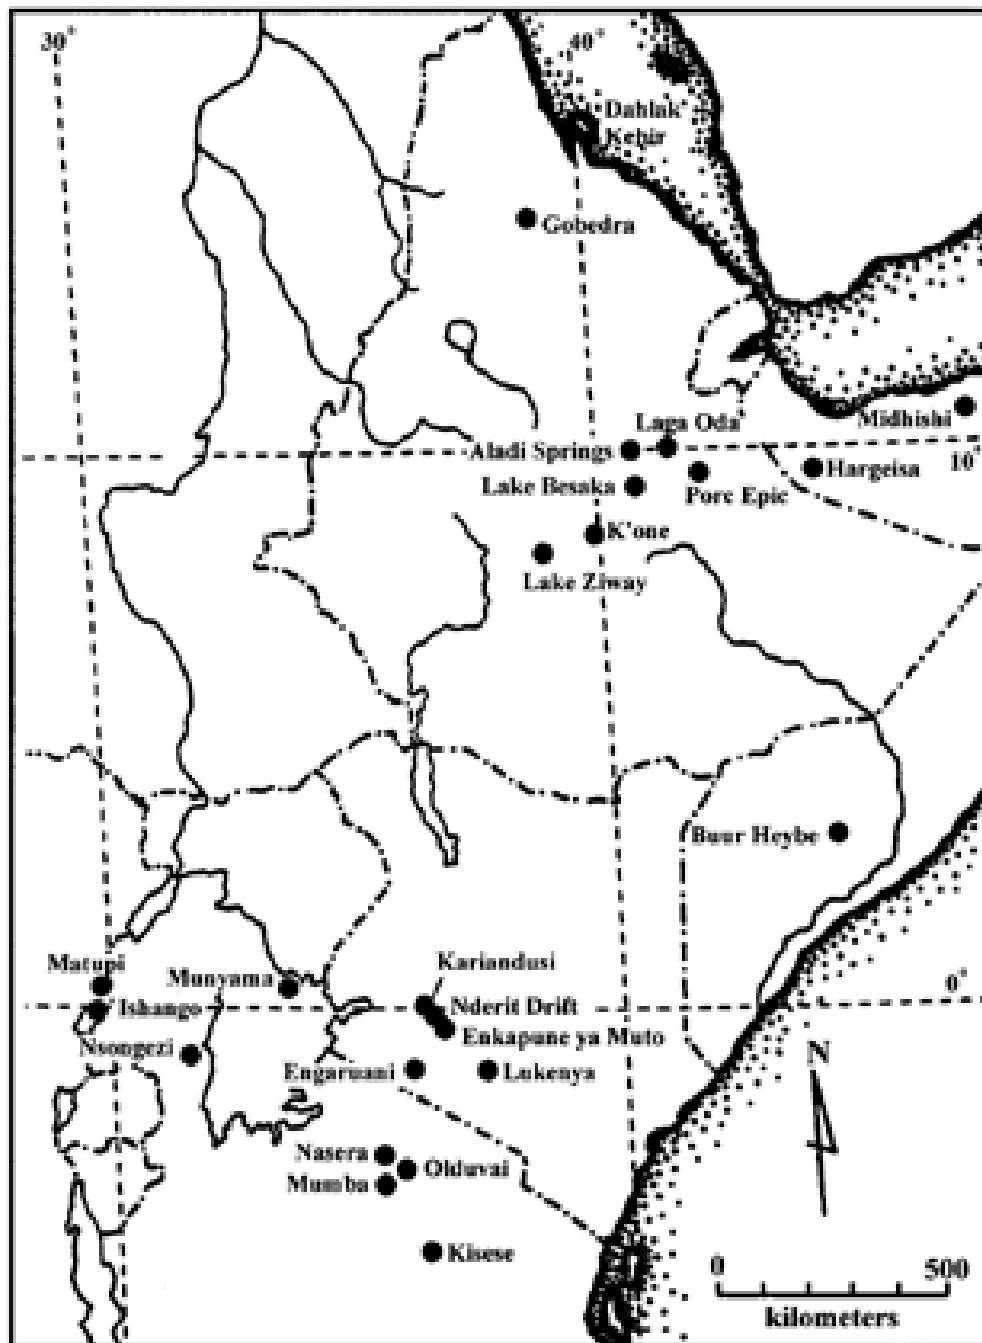 30°
40°
Dahlak
Kebir
Gobedra
Midhishi
Laga Oda
Aladi Springs
10°
Hargeisa
Porc Epic
Lake Besaka
K'one
Lake Ziway
Buur Heybe
Matupi
Munyama
Kariandusi
0°
Ishango
Nderit Drift
Enkapune ya Muto
Nsongezi
Engaruani
Lukenya
N
Nasera
Olduvai
Mumba
Kisese
0
500
kilometers